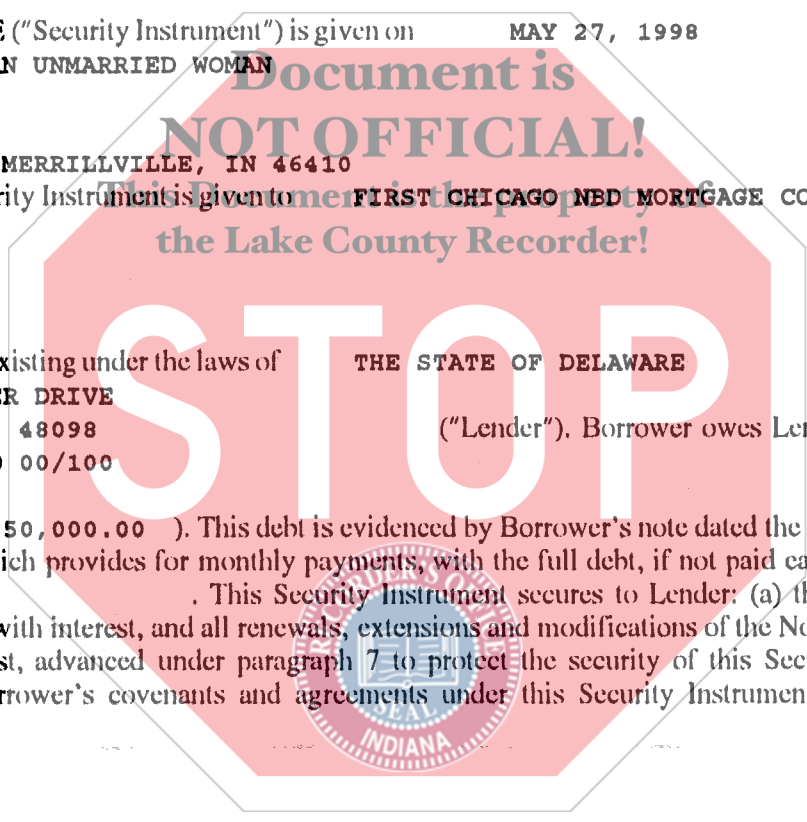 ("Security Instrument") is given on MAY 27, 1998
N UNMARRIED WOMAN
Document is
NOT OFFICIAL!
MERRILLVILLE, IN 46410
rity Instrument is given to FIRST CHICAGO NBD MORTGAGE CO
This Document is the property of
the Lake County Recorder!
STOP
xisting under the laws of THE STATE OF DELAWARE
ER DRIVE
48098 ("Lender"). Borrower owes Len
00/100
50,000.00 ). This debt is evidenced by Borrower's note dated the
ich provides for monthly payments, with the full debt, if not paid ea
. This Security Instrument secures to Lender: (a) th
with interest, and all renewals, extensions and modifications of the No
st, advanced under paragraph 7 to protect the security of this Sec
rrower's covenants and agreements under this Security Instrumen
RECORDER'S OFFICE
SEAL
INDIANA